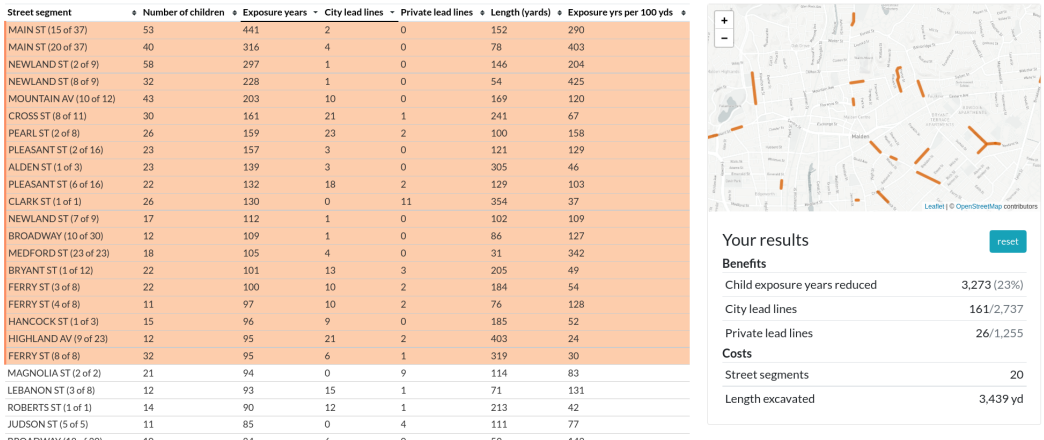 Street segment Number of children Exposure years City lead lines Private lead lines Length (yards) Exposure yrs per 100 yds
MAIN ST (15 of 37) 53 441 2 0 152 290
MAIN ST (20 of 37) 40 316 4 0 78 403
NEWLAND ST (2 of 9) 58 297 1 0 146 204
NEWLAND ST (8 of 9) 32 228 1 0 54 425
MOUNTAIN AV (10 of 12) 43 203 10 0 169 120
CROSS ST (8 of 11) 30 161 21 1 241 67
PEARL ST (2 of 8) 26 159 23 2 100 158
PLEASANT ST (2 of 16) 23 157 3 0 121 129
ALDEN ST (1 of 3) 23 139 3 0 305 46
PLEASANT ST (6 of 16) 22 132 18 2 129 103
CLARK ST (1 of 1) 26 130 0 11 354 37
NEWLAND ST (7 of 9) 17 112 1 0 102 109
BROADWAY (10 of 30) 12 109 1 0 86 127
MEDFORD ST (23 of 23) 18 105 4 0 31 342
BRYANT ST (1 of 12) 22 101 13 3 205 49
FERRY ST (3 of 8) 22 100 10 2 184 54
FERRY ST (4 of 8) 11 97 10 2 76 128
HANCOCK ST (1 of 3) 15 96 9 0 185 52
HIGHLAND AV (9 of 23) 12 95 21 2 403 24
FERRY ST (8 of 8) 32 95 6 1 319 30
MAGNOLIA ST (2 of 2) 21 94 0 9 114 83
LEBANON ST (3 of 8) 12 93 15 1 71 131
ROBERTS ST (1 of 1) 14 90 12 1 213 42
JUDSON ST (5 of 5) 11 85 0 4 111 77
+
−
Malden
Leaflet | © OpenStreetMap contributors
Your results reset
Benefits
Child exposure years reduced 3,273 (23%)
City lead lines 161/2,737
Private lead lines 26/1,255
Costs
Street segments 20
Length excavated 3,439 yd